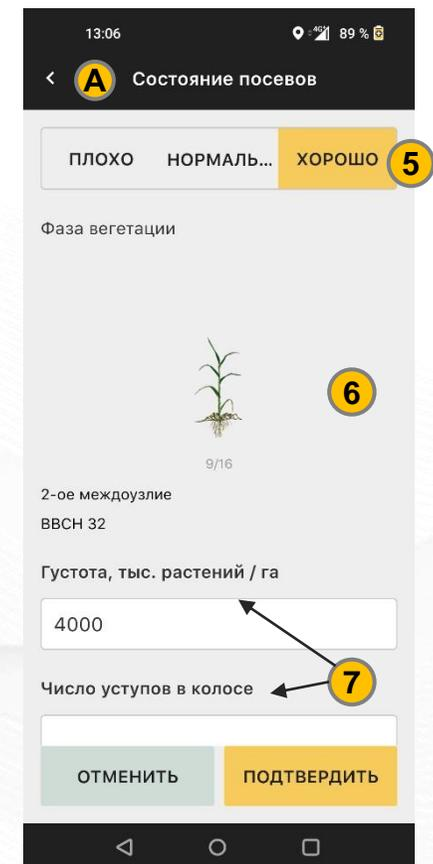 13:06 4G 89 %
A Состояние посевов
ПЛОХО НОРМАЛЬ... ХОРОШО 5
Фаза вегетации
6
9/16
2-ое междоузлие
BBCH 32
Густота, тыс. растений / га
4000
7
Число уступов в колосе
ОТМЕНИТЬ ПОДТВЕРДИТЬ